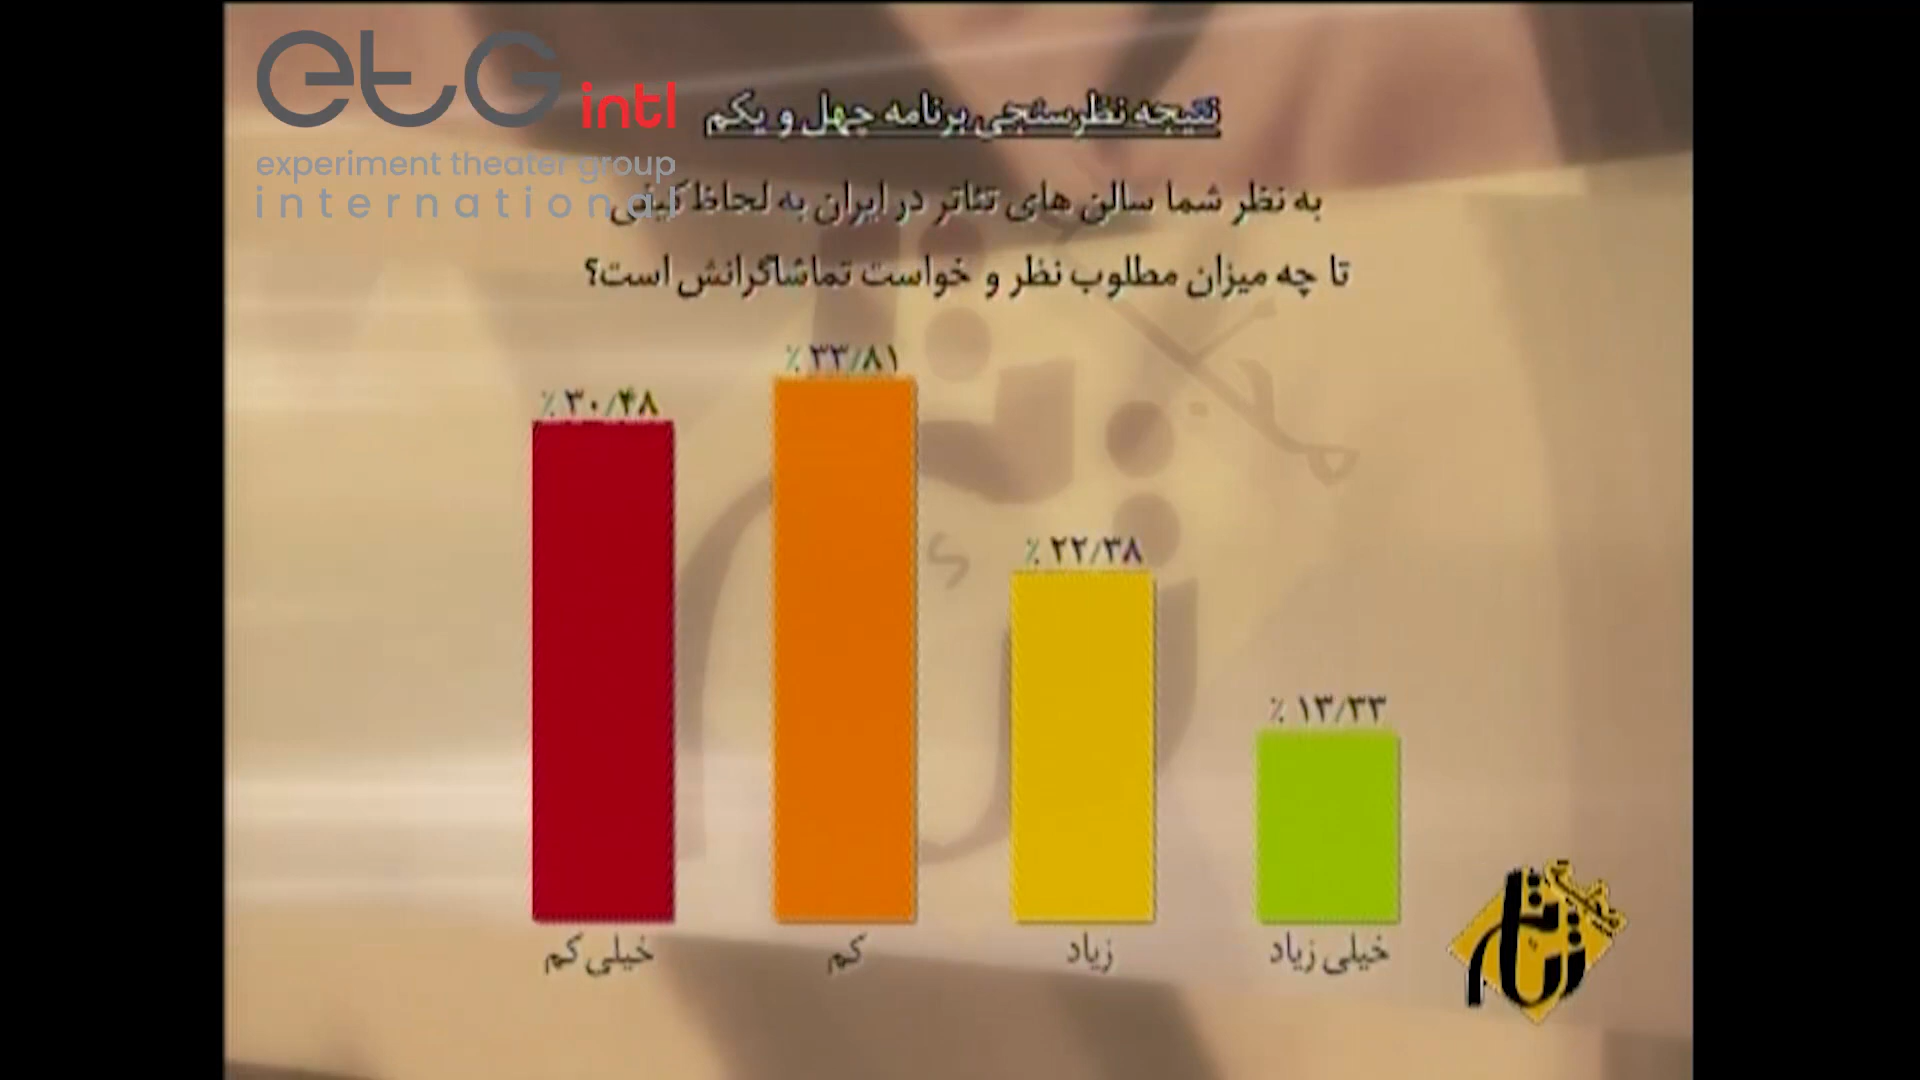 etG intl
experiment theater group
international
نتیجه نظرسنجی برنامه چهل و یکم
به نظر شما سالن های تئاتر در ایران به لحاظ کیفی
تا چه میزان مطلوب نظر و خواست تماشاگرانش است؟
٪ ۳۰/۴۸
٪ ۳۳/۸۱
٪ ۲۲/۳۸
٪ ۱۳/۳۳
خیلی کم
کم
زیاد
خیلی زیاد